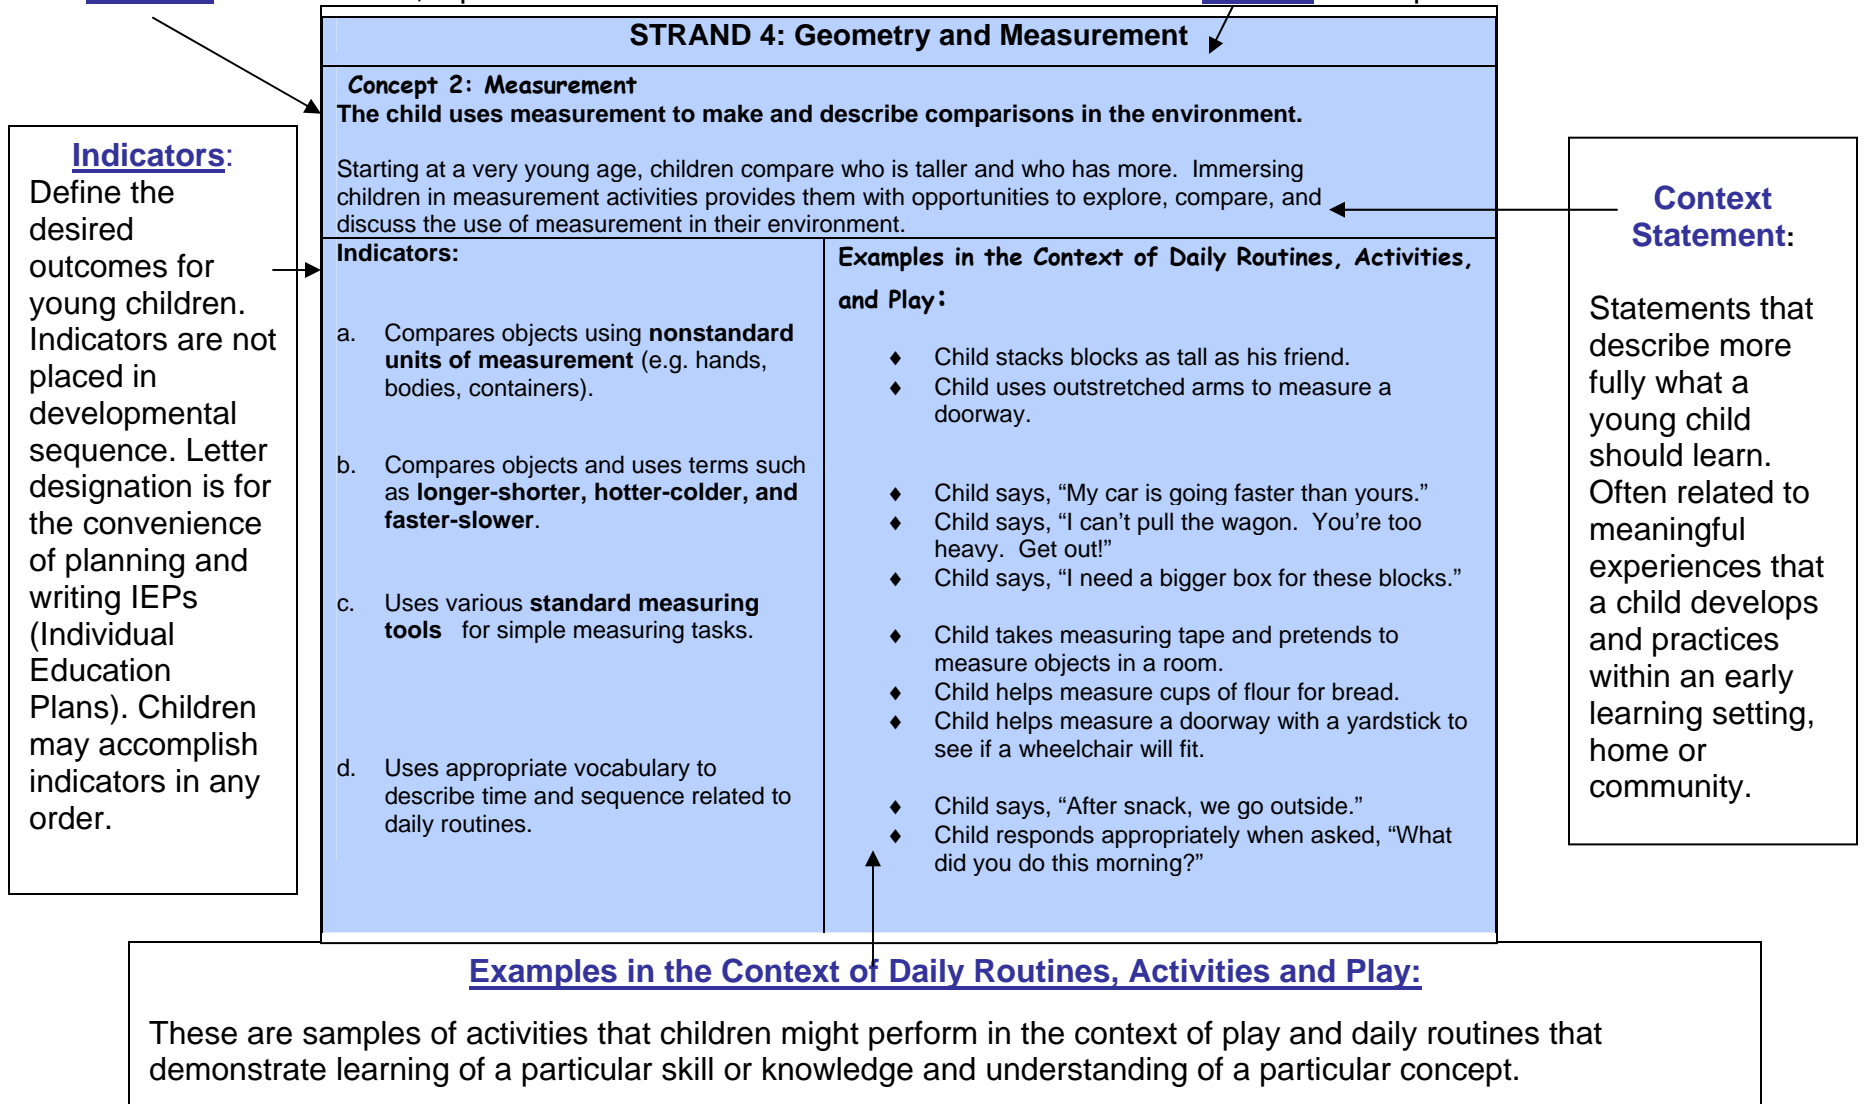 STRAND 4: Geometry and Measurement
Concept 2: Measurement
The child uses measurement to make and describe comparisons in the environment.
Starting at a very young age, children compare who is taller and who has more. Immersing
children in measurement activities provides them with opportunities to explore, compare, and
discuss the use of measurement in their environment.
Indicators:
a. Compares objects using nonstandard
units of measurement (e.g. hands,
bodies, containers).
b. Compares objects and uses terms such
as longer-shorter, hotter-colder, and
faster-slower.
c. Uses various standard measuring
tools for simple measuring tasks.
d. Uses appropriate vocabulary to
describe time and sequence related to
daily routines.
Examples in the Context of Daily Routines, Activities,
and Play:
♦ Child stacks blocks as tall as his friend.
♦ Child uses outstretched arms to measure a
doorway.
♦ Child says, “My car is going faster than yours.”
♦ Child says, “I can’t pull the wagon. You’re too
heavy. Get out!”
♦ Child says, “I need a bigger box for these blocks.”
♦ Child takes measuring tape and pretends to
measure objects in a room.
♦ Child helps measure cups of flour for bread.
♦ Child helps measure a doorway with a yardstick to
see if a wheelchair will fit.
♦ Child says, “After snack, we go outside.”
♦ Child responds appropriately when asked, “What
did you do this morning?”
Indicators:
Define the
desired
outcomes for
young children.
Indicators are not
placed in
developmental
sequence. Letter
designation is for
the convenience
of planning and
writing IEPs
(Individual
Education
Plans). Children
may accomplish
indicators in any
order.
Context
Statement:
Statements that
describe more
fully what a
young child
should learn.
Often related to
meaningful
experiences that
a child develops
and practices
within an early
learning setting,
home or
community.
Examples in the Context of Daily Routines, Activities and Play:
These are samples of activities that children might perform in the context of play and daily routines that
demonstrate learning of a particular skill or knowledge and understanding of a particular concept.